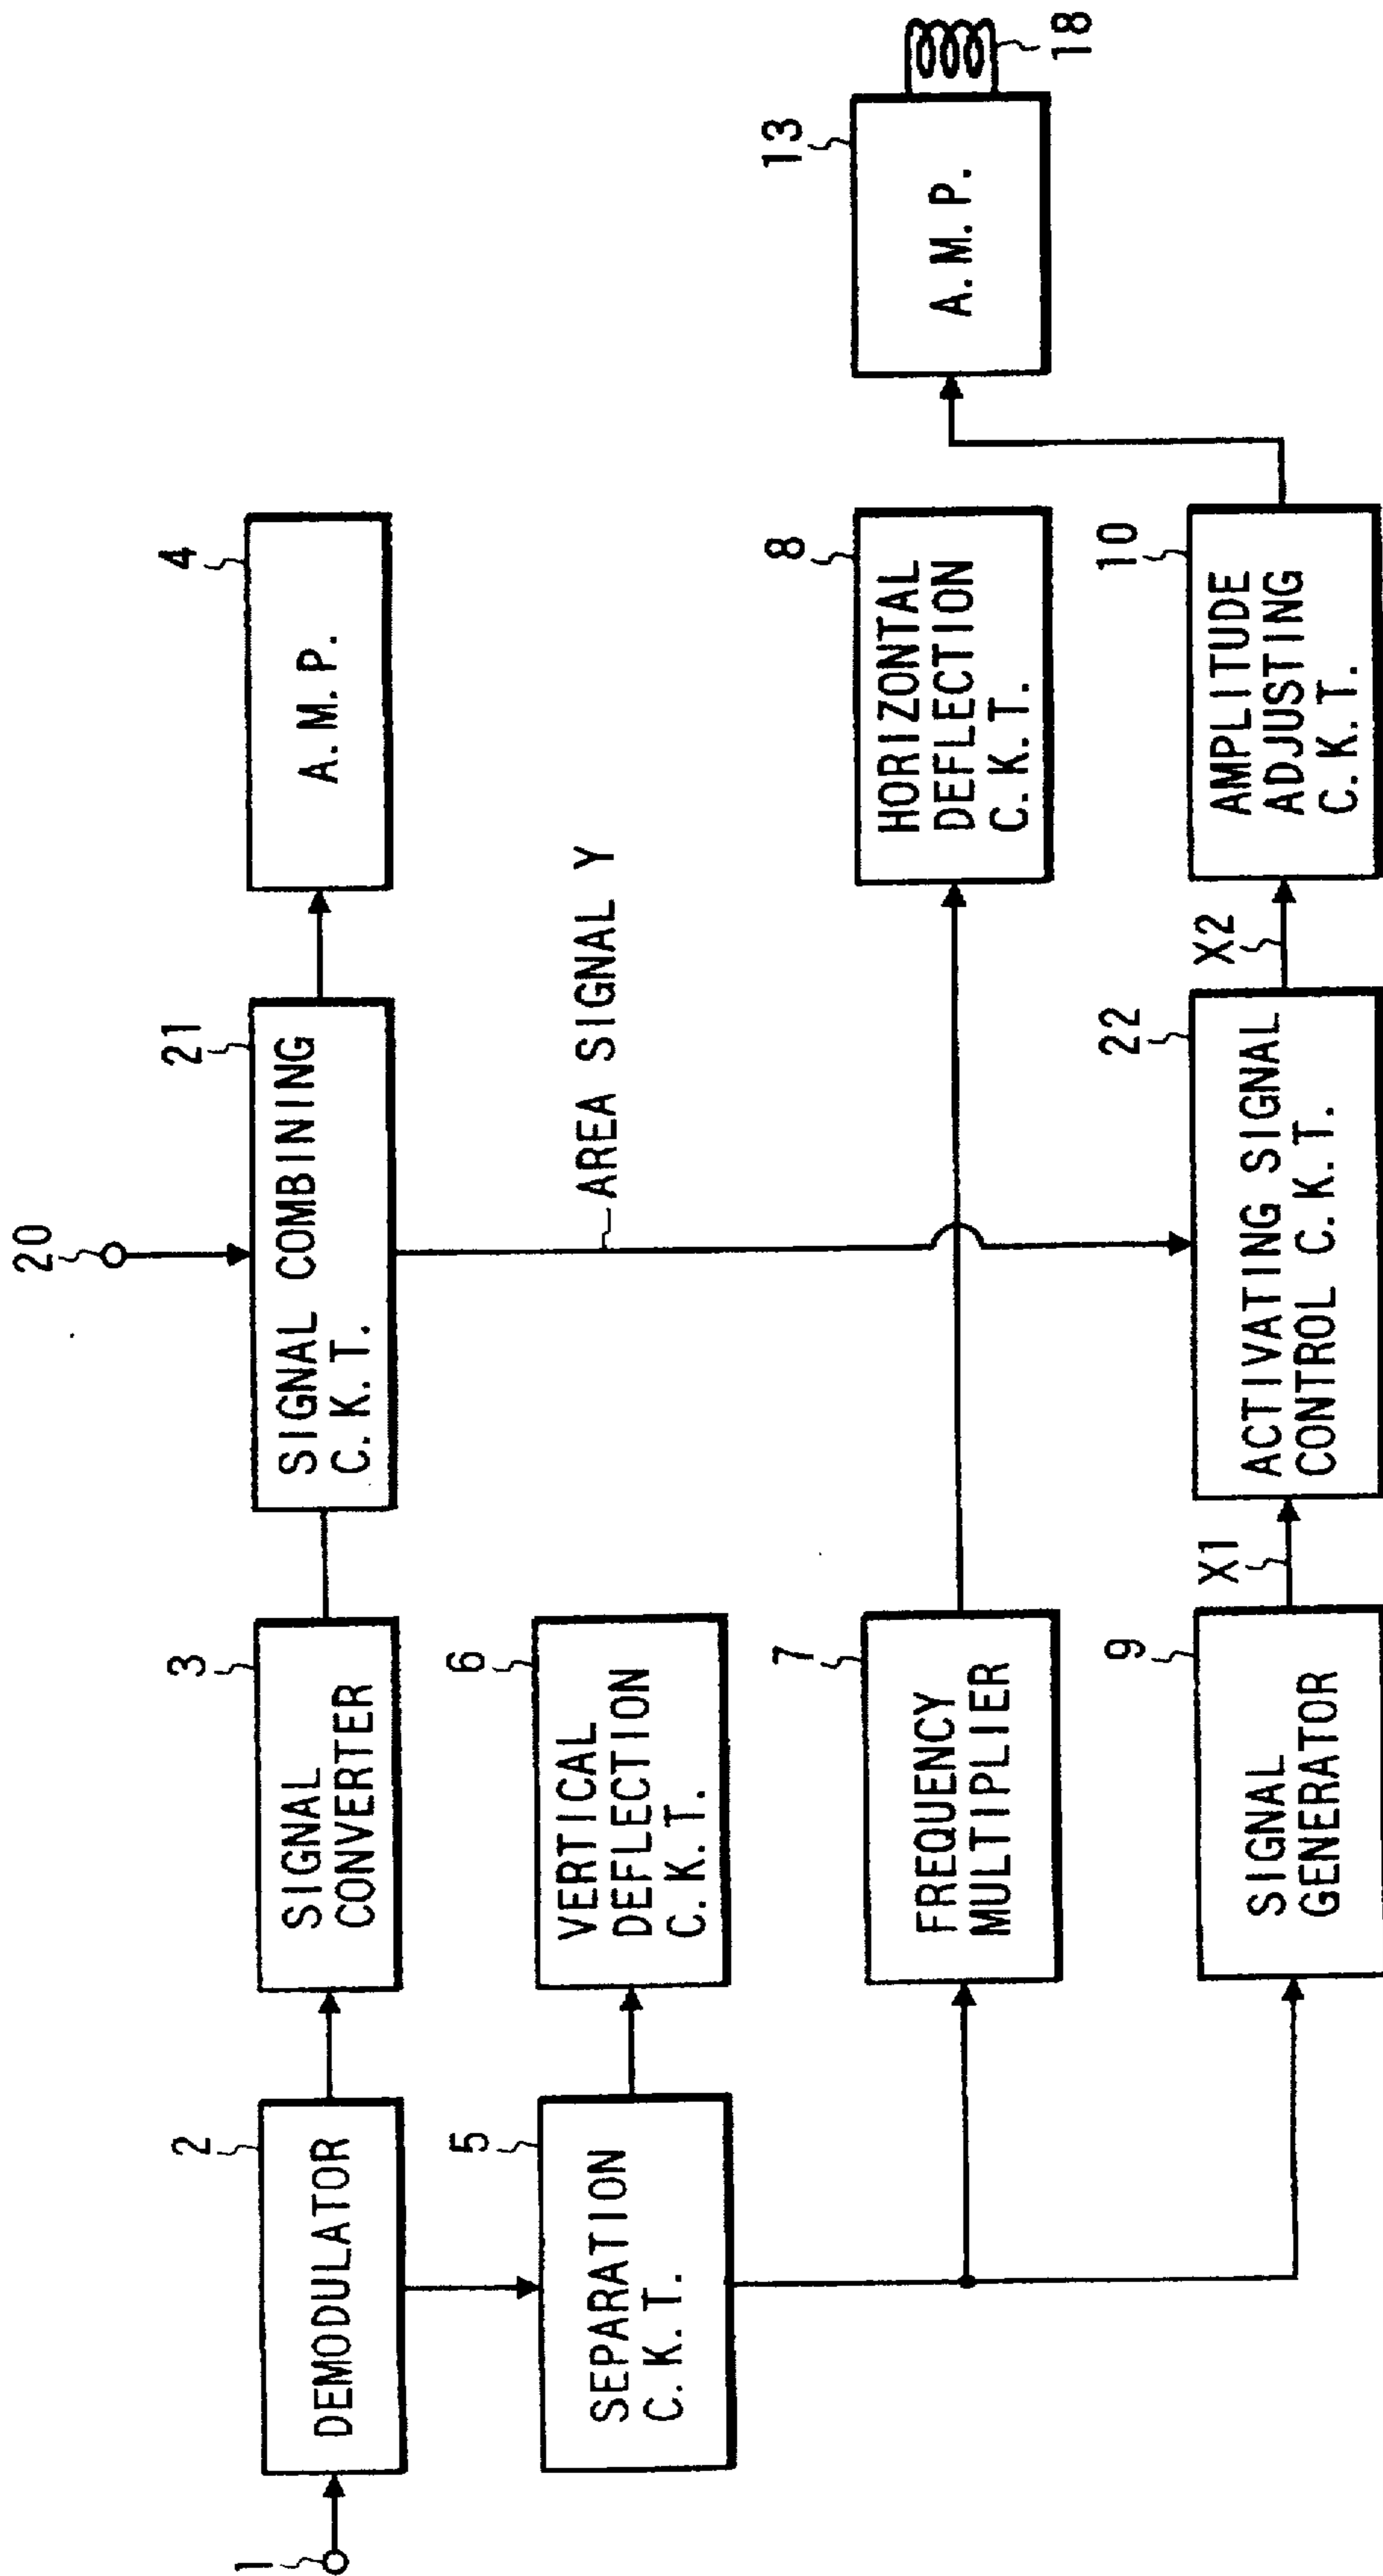 20
1
2
DEMODULATOR
3
SIGNAL
CONVERTER
21
SIGNAL COMBINING
C.K.T.
4
A.M.P.
5
SEPARATION
C.K.T.
6
VERTICAL
DEFLECTION
C.K.T.
AREA SIGNAL Y
7
FREQUENCY
MULTIPLIER
8
HORIZONTAL
DEFLECTION
C.K.T.
13
A.M.P.
18
9
SIGNAL
GENERATOR
X1
22
ACTIVATING SIGNAL
CONTROL C.K.T.
X2
10
AMPLITUDE
ADJUSTING
C.K.T.